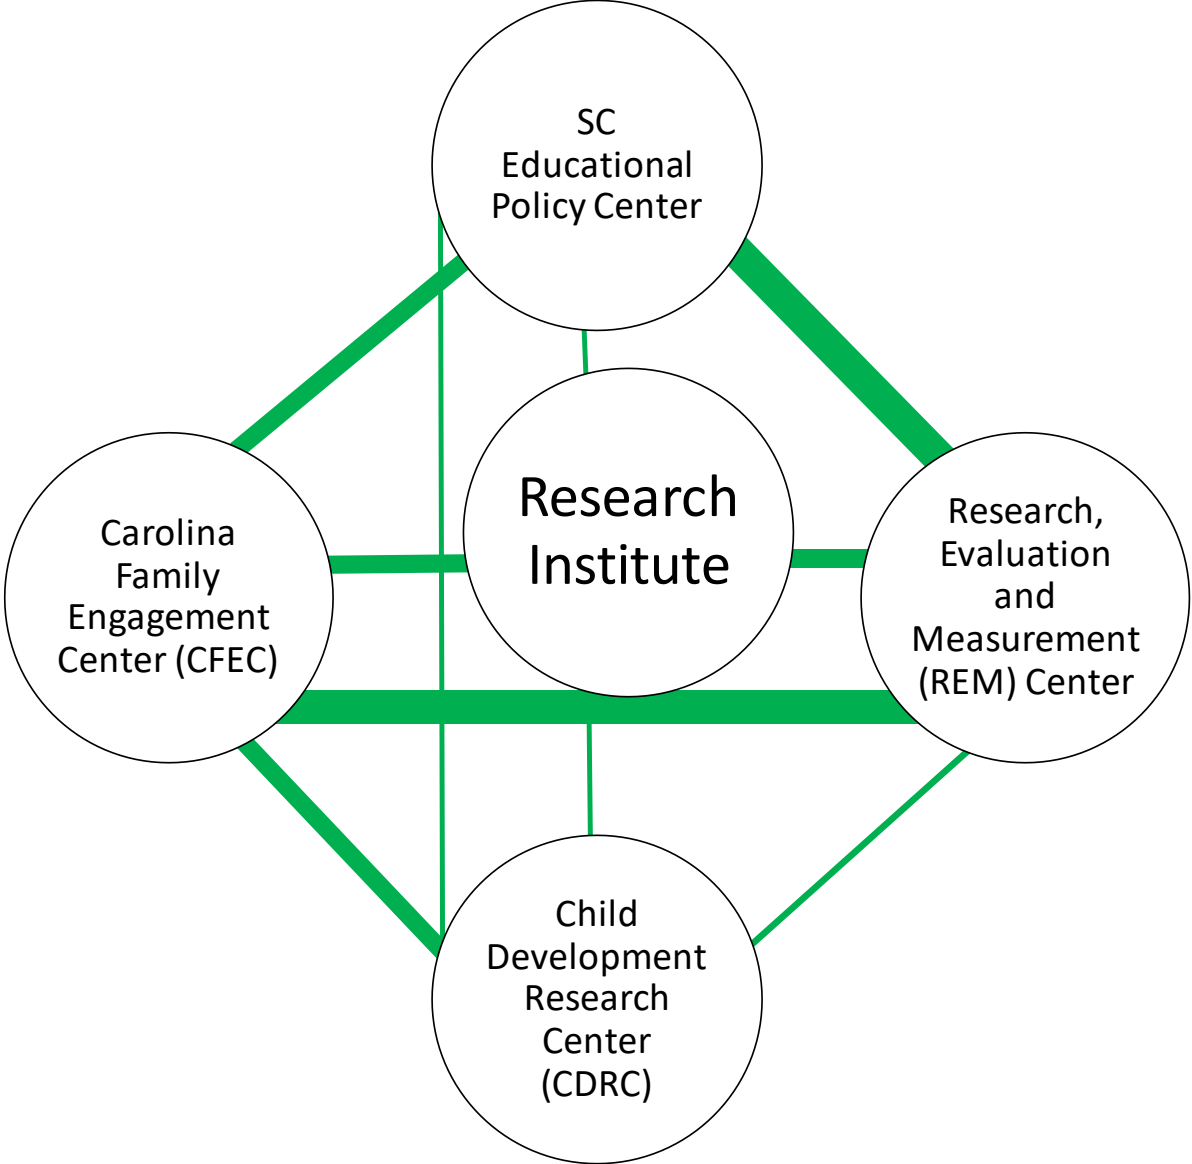 SC
Educational
Policy Center
Research
Institute
Carolina
Family
Engagement
Center (CFEC)
Research,
Evaluation
and
Measurement
(REM) Center
Child
Development
Research
Center
(CDRC)